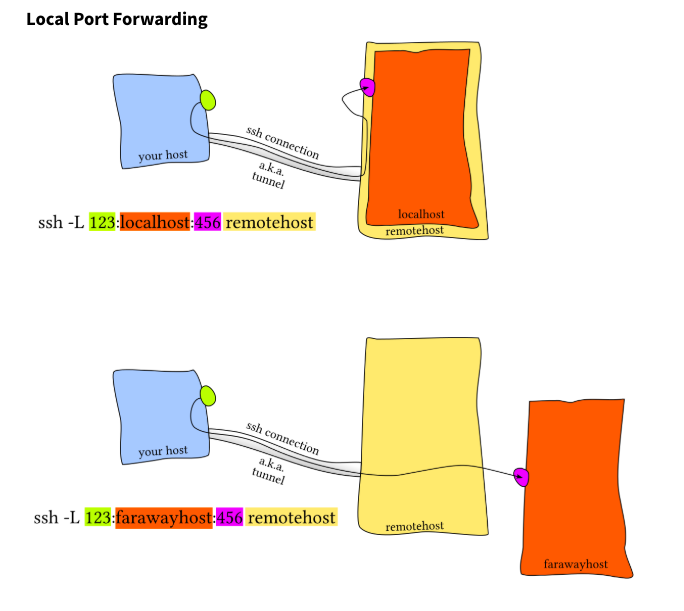 Local Port Forwarding
ssh connection
a.k.a.
tunnel
your host
localhost
remotehost
ssh -L 123:localhost:456 remotehost
ssh connection
a.k.a.
tunnel
your host
ssh -L 123:farawayhost:456 remotehost
remotehost
farawayhost